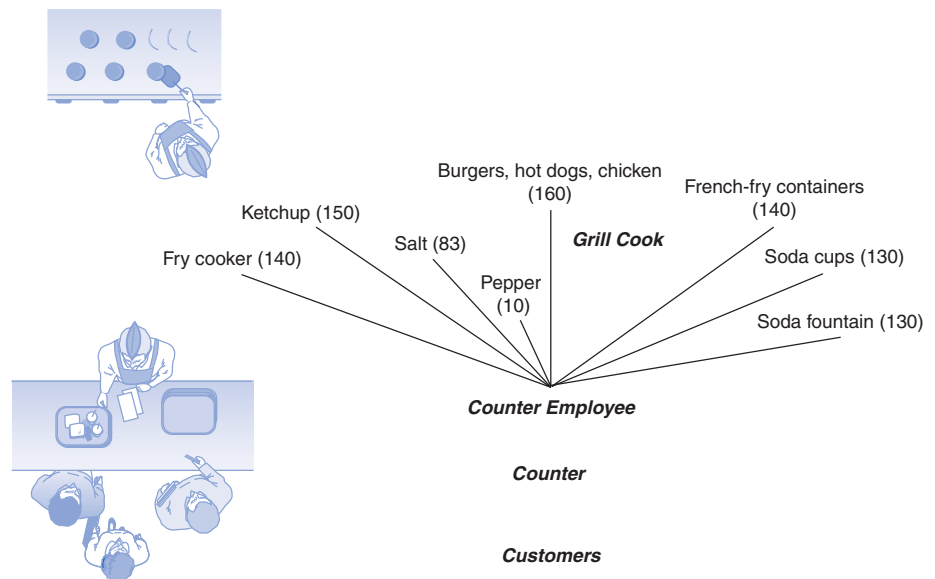 Burgers, hot dogs, chicken
(160)
French-fry containers
(140)
Ketchup (150)
Grill Cook
Salt (83)
Fry cooker (140)
Soda cups (130)
Pepper
(10)
Soda fountain (130)
Counter Employee
Counter
Customers